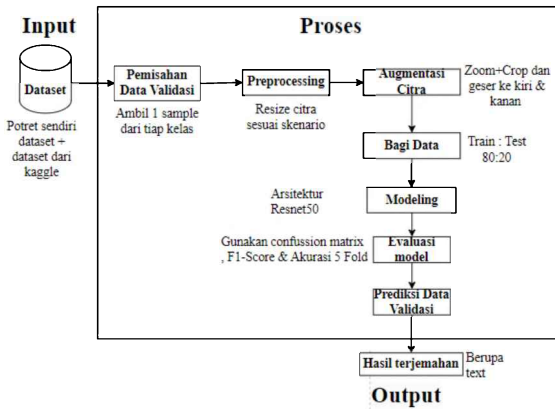 Input
Proses
Dataset
Potret sendiri
dataset +
dataset dari
kaggle
Pemisahan
Data Validasi
Ambil 1 sample
dari tiap kelas
Preprocessing
Resize citra
sesuai skenario
Augmentasi
Citra
Zoom+Crop dan
geser ke kiri &
kanan
Bagi Data
Train : Test
80:20
Arsitektur
Resnet50
Modeling
Gunakan confussion matrix
, F1-Score & Akurasi 5 Fold
Evaluasi
model
Prediksi Data
Validasi
Hasil terjemahan
Berupa
text
Output